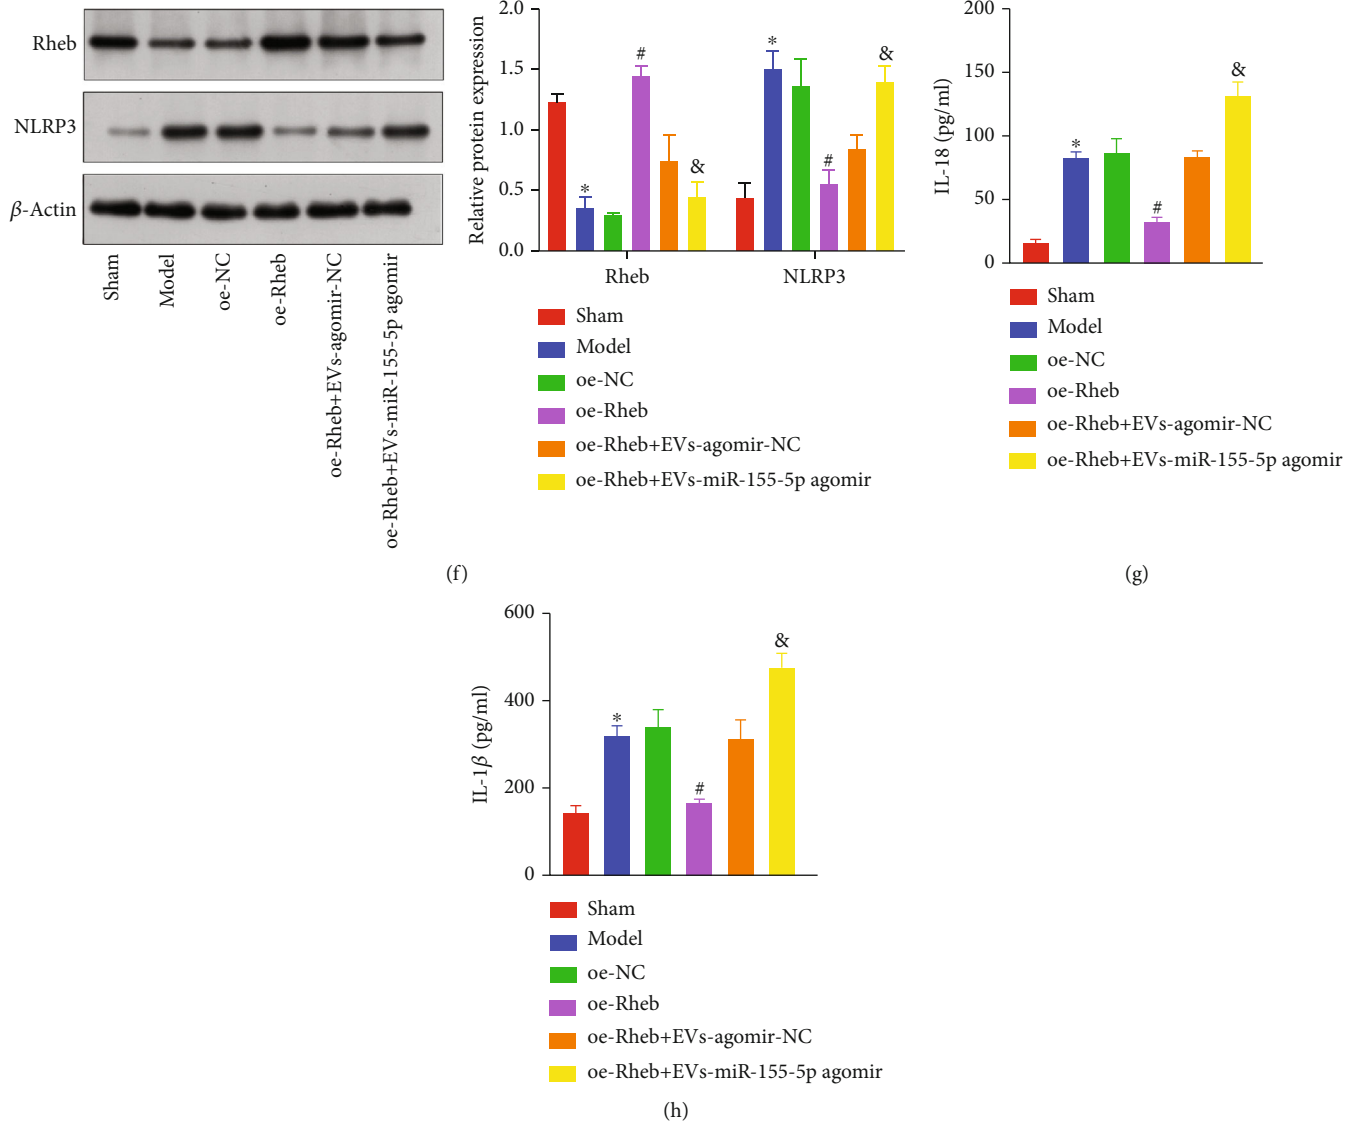 Rheb
NLRP3
β-Actin
Sham
Model
oe-NC
oe-Rheb
oe-Rheb+EVs-agomir-NC
oe-Rheb+EVs-miR-155-5p agomir
Relative protein expression
2.0
1.5
1.0
0.5
0.0
*
#
&
*
#
&
Rheb
NLRP3
Sham
Model
oe-NC
oe-Rheb
oe-Rheb+EVs-agomir-NC
oe-Rheb+EVs-miR-155-5p agomir
(f)
IL-18 (pg/ml)
200
150
100
50
0
*
#
&
Sham
Model
oe-NC
oe-Rheb
oe-Rheb+EVs-agomir-NC
oe-Rheb+EVs-miR-155-5p agomir
(g)
IL-1β (pg/ml)
600
400
200
0
*
#
&
Sham
Model
oe-NC
oe-Rheb
oe-Rheb+EVs-agomir-NC
oe-Rheb+EVs-miR-155-5p agomir
(h)